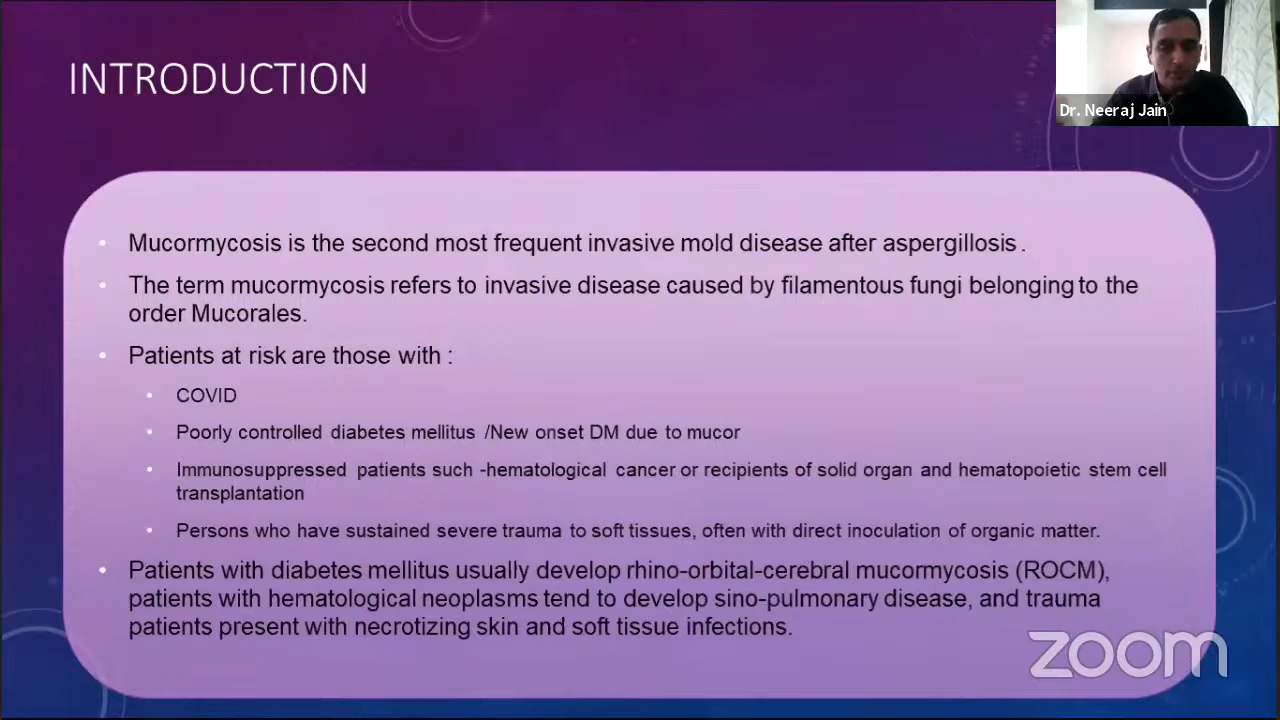 INTRODUCTION
Dr. Neeraj Jain
• Mucormycosis is the second most frequent invasive mold disease after aspergillosis.
• The term mucormycosis refers to invasive disease caused by filamentous fungi belonging to the
order Mucorales.
• Patients at risk are those with :
• COVID
• Poorly controlled diabetes mellitus /New onset DM due to mucor
• Immunosuppressed patients such -hematological cancer or recipients of solid organ and hematopoietic stem cell
transplantation
• Persons who have sustained severe trauma to soft tissues, often with direct inoculation of organic matter.
• Patients with diabetes mellitus usually develop rhino-orbital-cerebral mucormycosis (ROCM),
patients with hematological neoplasms tend to develop sino-pulmonary disease, and trauma
patients present with necrotizing skin and soft tissue infections.
zoom